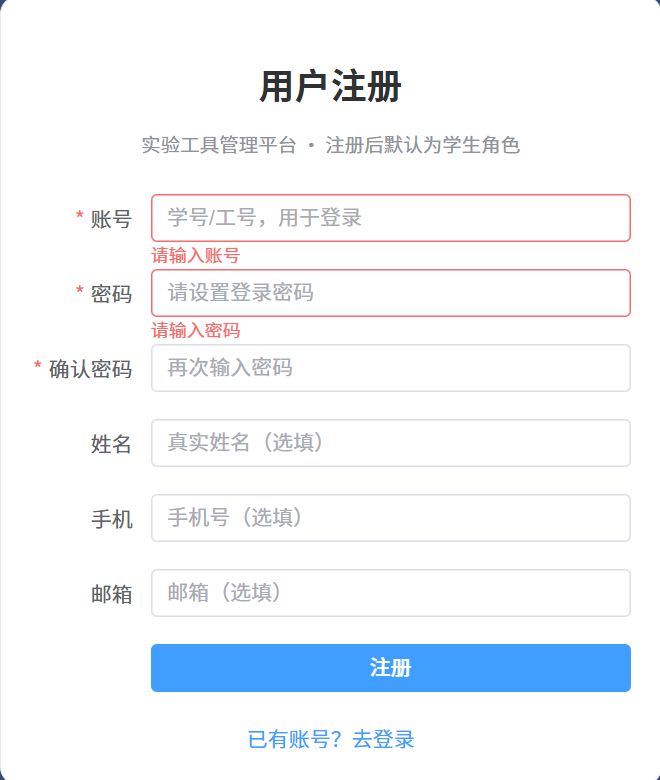 用户注册
实验工具管理平台 · 注册后默认为学生角色
* 账号 学号/工号，用于登录
请输入账号
* 密码 请设置登录密码
请输入密码
* 确认密码 再次输入密码
姓名 真实姓名（选填）
手机 手机号（选填）
邮箱 邮箱（选填）
注册
已有账号？去登录